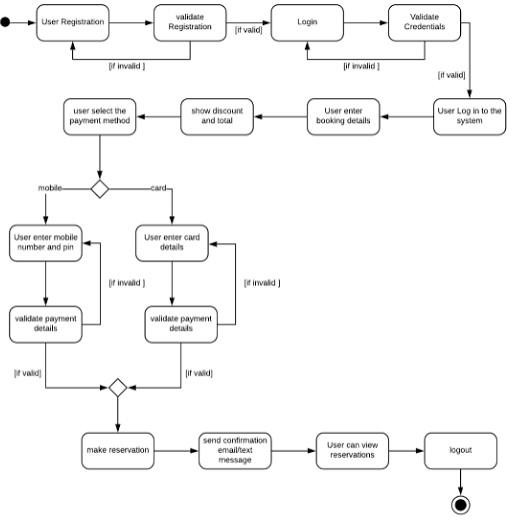 User Registration
validate
Registration
[if valid]
Login
Validate
Credentials
[if invalid ]
[if invalid ]
[if valid]
user select the
payment method
show discount
and total
User enter
booking details
User Log in to the
system
mobile
card
User enter mobile
number and pin
User enter card
details
[if invalid ]
[if invalid ]
validate payment
details
validate payment
details
[if valid]
[if valid]
make reservation
send confirmation
email/text
message
User can view
reservations
logout